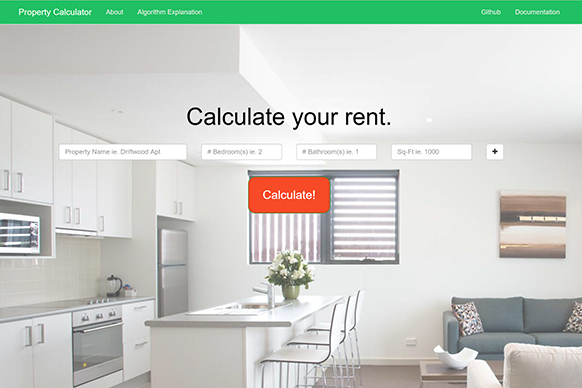 Property Calculator About Algorithm Explanation Github Documentation
Calculate your rent.
Property Name ie. Driftwood Apt # Bedroom(s) ie. 2 # Bathroom(s) ie. 1 Sq-Ft ie. 1000 +
Calculate!